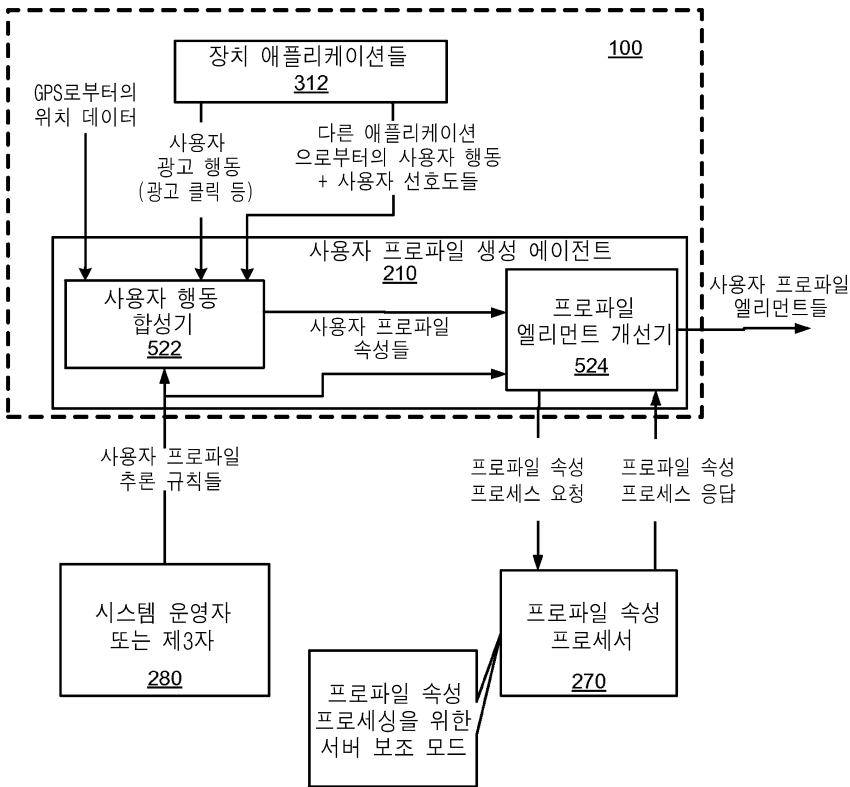 100
장치 애플리케이션들
312
GPS로부터의
위치 데이터
사용자
광고 행동
(광고 클릭 등)
다른 애플리케이션
으로부터의 사용자 행동
+ 사용자 선호도들
사용자 프로파일 생성 에이전트
210
사용자 행동
합성기
522
사용자 프로파일
속성들
프로파일
엘리먼트 개선기
524
사용자 프로파일
엘리먼트들
사용자 프로파일
추론 규칙들
프로파일 속성
프로세스 요청
프로파일 속성
프로세스 응답
시스템 운영자
또는 제3자
280
프로파일 속성
프로세서
270
프로파일 속성
프로세싱을 위한
서버 보조 모드